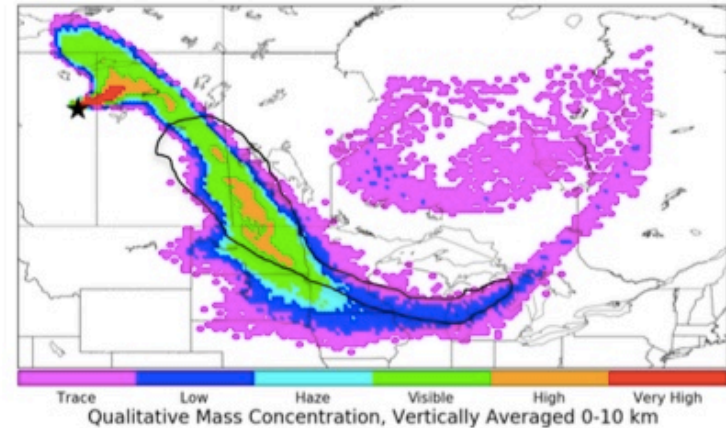 Trace Low Haze Visible High Very High
Qualitative Mass Concentration, Vertically Averaged 0-10 km